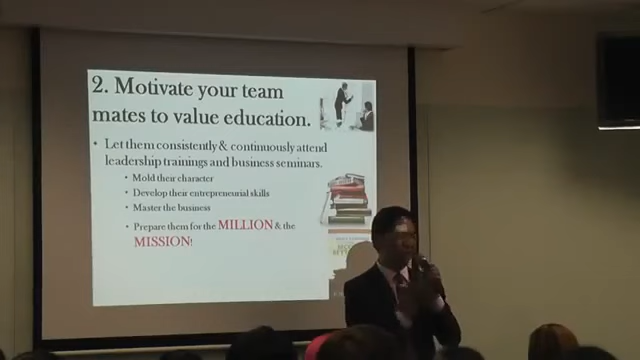 2. Motivate your team
mates to value education.
• Let them consistently & continuously attend
leadership trainings and business seminars.
• Mold their character
• Develop their entrepreneurial skills
• Master the business
• Prepare them for the MILLION & the
MISSION!